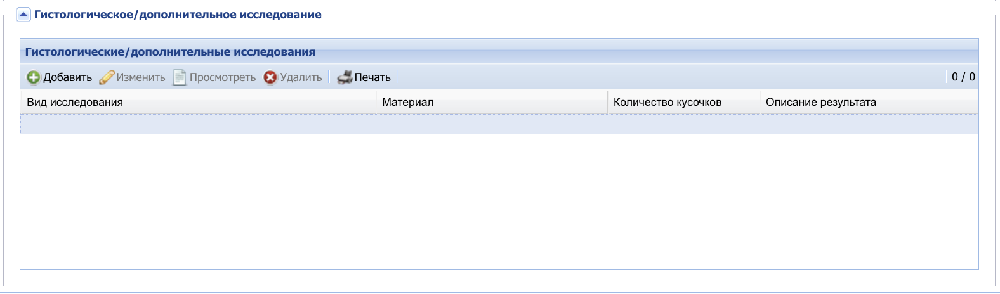 Гистологическое/дополнительное исследование
Гистологические/дополнительные исследования
Добавить Изменить Просмотреть Удалить Печать 0 / 0
Вид исследования Материал Количество кусочков Описание результата